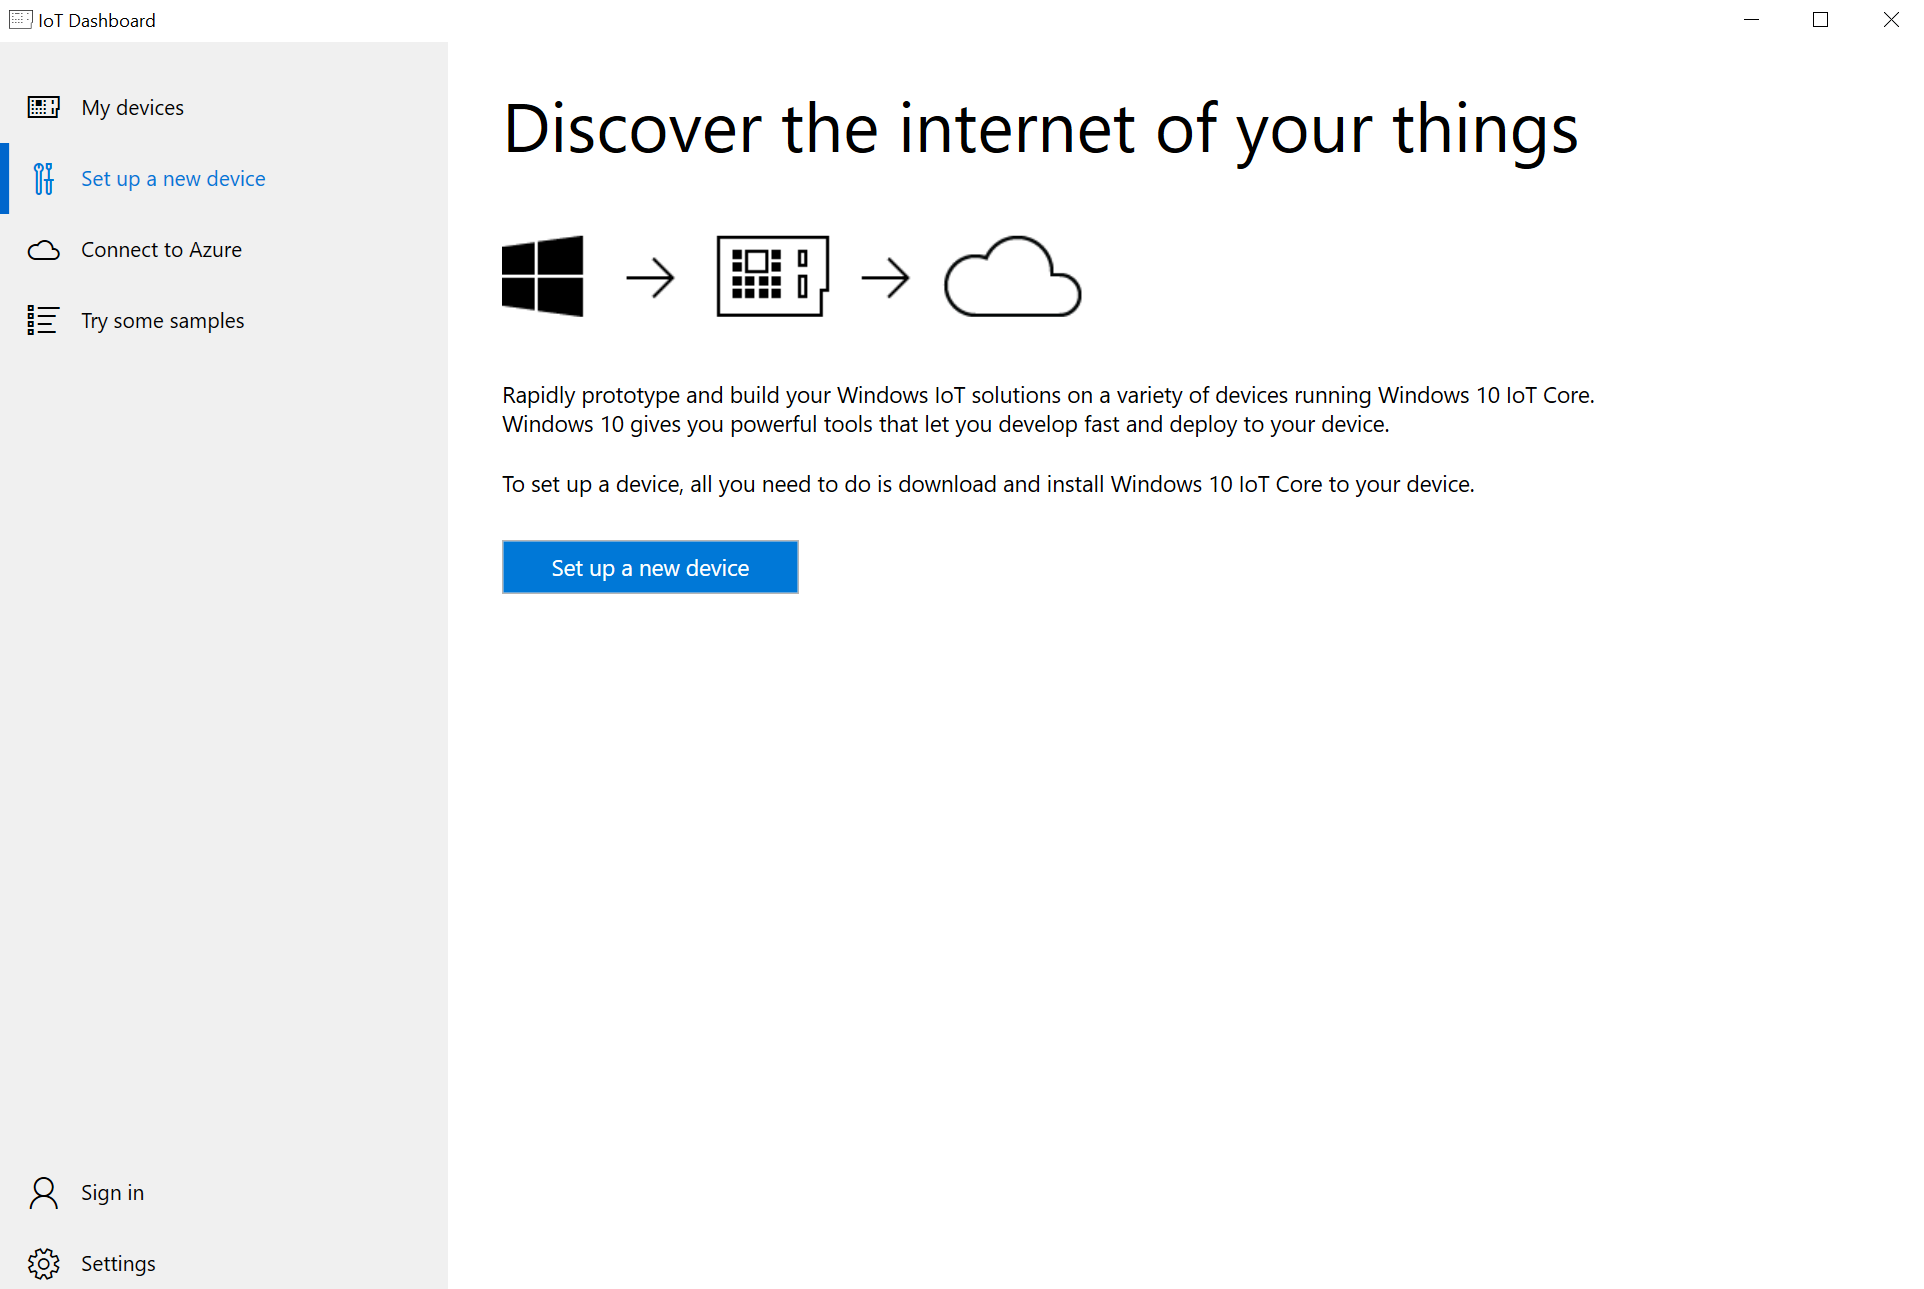 IoT Dashboard
My devices
Set up a new device
Connect to Azure
Try some samples
Sign in
Settings
Discover the internet of your things
Rapidly prototype and build your Windows IoT solutions on a variety of devices running Windows 10 IoT Core.
Windows 10 gives you powerful tools that let you develop fast and deploy to your device.
To set up a device, all you need to do is download and install Windows 10 IoT Core to your device.
Set up a new device